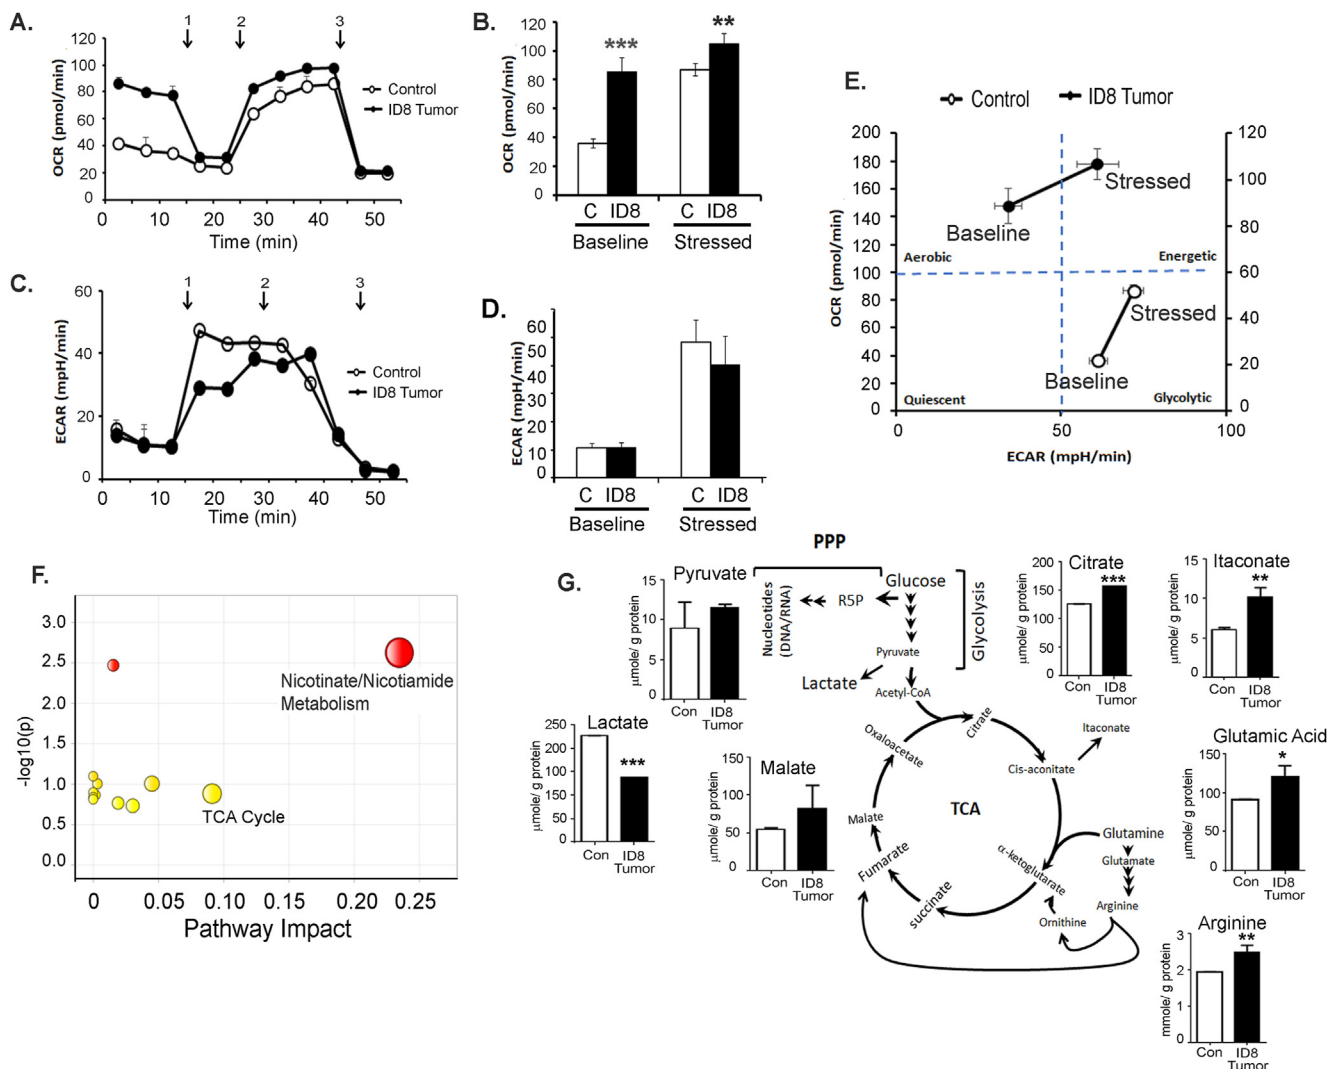 A.
1 2 3
OCR (pmol/min)
120
100
80
60
40
20
0
0 10 20 30 40 50
Time (min)
Control
ID8 Tumor
B.
OCR (pmol/min)
120
100
80
60
40
20
0
***
**
C ID8 C ID8
Baseline Stressed
C.
1 2 3
ECAR (mpH/min)
60
40
20
0
0 10 20 30 40 50
Time (min)
Control
ID8 Tumor
D.
ECAR (mpH/min)
60
50
40
30
20
10
0
C ID8 C ID8
Baseline Stressed
E.
Control ID8 Tumor
OCR (pmol/min)
200
180
160
140
120
100
80
60
40
20
0
120
100
80
60
40
20
0
Stressed
Baseline
Aerobic Energetic
Stressed
Baseline
Quiescent Glycolytic
0 50 100
ECAR (mpH/min)
F.
-log10(p)
3.0
2.5
2.0
1.5
1.0
0.5
0.0
Nicotinate/Nicotiamide
Metabolism
TCA Cycle
0 0.05 0.10 0.15 0.20 0.25
Pathway Impact
G.
PPP
Pyruvate
µmole/ g protein
15
10
5
0
Con ID8
Tumor
Nucleotides
(DNA/RNA)
R5P
Glucose
Glycolysis
Pyruvate
Lactate
Acetyl-CoA
Citrate
µmole/ g protein
200
150
100
50
0
***
Con ID8
Tumor
Itaconate
µmole/ g protein
15
10
5
0
**
Con ID8
Tumor
Lactate
µmole/ g protein
250
200
150
100
50
0
***
Con ID8
Tumor
Malate
µmole/ g protein
150
100
50
0
Con ID8
Tumor
Oxaloacetate
Citrate
Itaconate
Cis-aconitate
TCA
Malate
Fumarate
succinate
α-ketoglutarate
Glutamine
Glutamate
Arginine
Ornithine
Glutamic Acid
µmole/ g protein
150
100
50
0
*
Con ID8
Tumor
Arginine
mmole/ g protein
3
2
1
0
**
Con ID8
Tumor